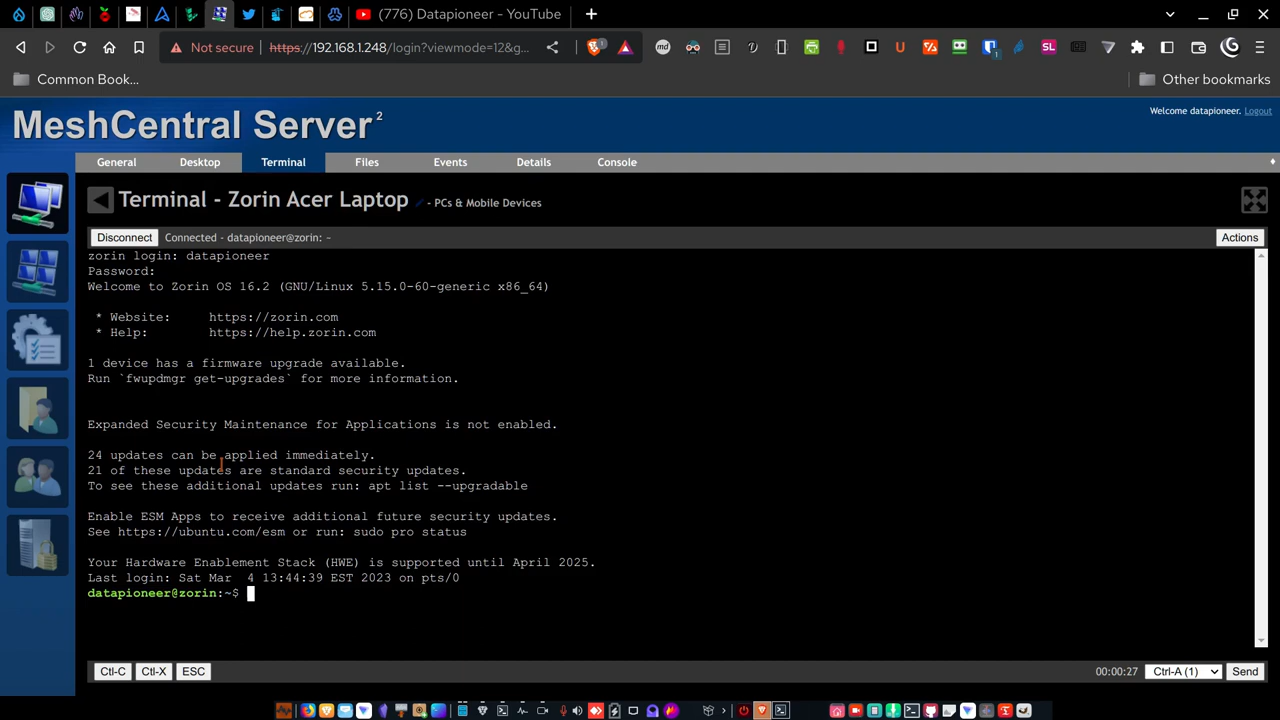 (776) Datapioneer - YouTube
Not secure
https://192.168.1.248/login?viewmode=12&g...
Common Book...
Other bookmarks
MeshCentral Server²
Welcome datapioneer. Logout
General Desktop Terminal Files Events Details Console
Terminal - Zorin Acer Laptop - PCs & Mobile Devices
Disconnect Connected - datapioneer@zorin: ~ Actions
zorin login: datapioneer
Password:
Welcome to Zorin OS 16.2 (GNU/Linux 5.15.0-60-generic x86_64)
* Website: https://zorin.com
* Help: https://help.zorin.com
1 device has a firmware upgrade available.
Run `fwupdmgr get-upgrades` for more information.
Expanded Security Maintenance for Applications is not enabled.
24 updates can be applied immediately.
21 of these updates are standard security updates.
To see these additional updates run: apt list --upgradable
Enable ESM Apps to receive additional future security updates.
See https://ubuntu.com/esm or run: sudo pro status
Your Hardware Enablement Stack (HWE) is supported until April 2025.
Last login: Sat Mar  4 13:44:39 EST 2023 on pts/0
datapioneer@zorin:~$
Ctl-C Ctl-X ESC 00:00:27 Ctl-A (1) Send